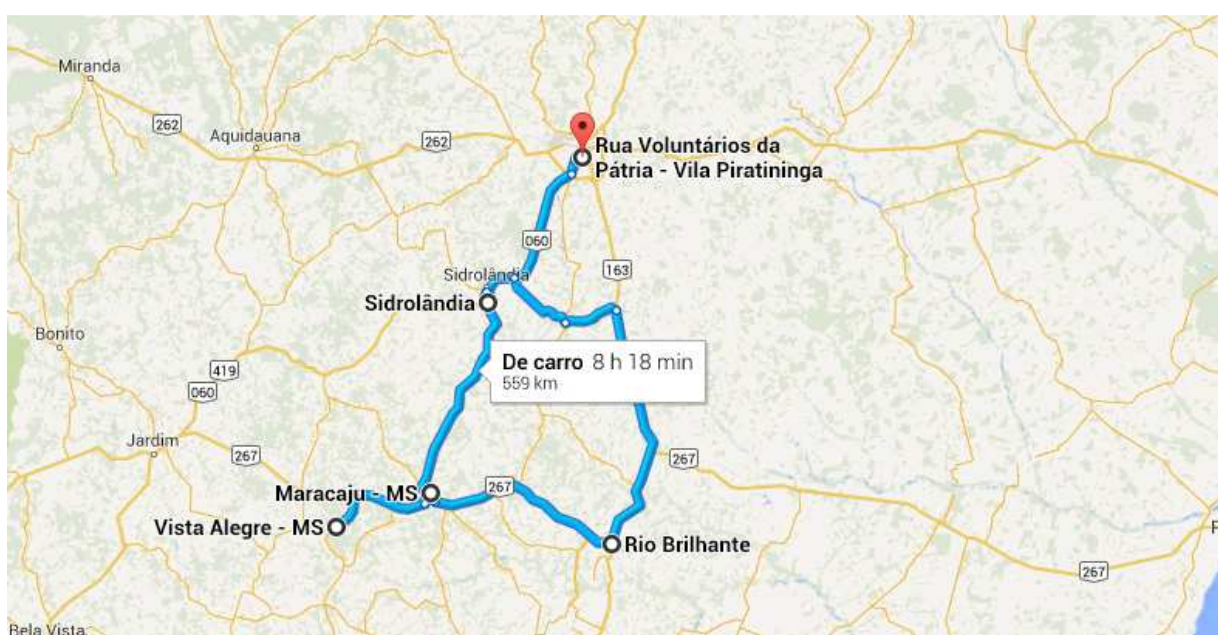 Miranda
262
Aquidauana
262
Rua Voluntários da
Pátria - Vila Piratininga
060
163
Sidrolândia
Sidrolândia
Bonito
De carro 8 h 18 min
559 km
419
060
Jardim
267
267
Maracaju - MS
267
Vista Alegre - MS
Rio Brilhante
267
Bela Vista